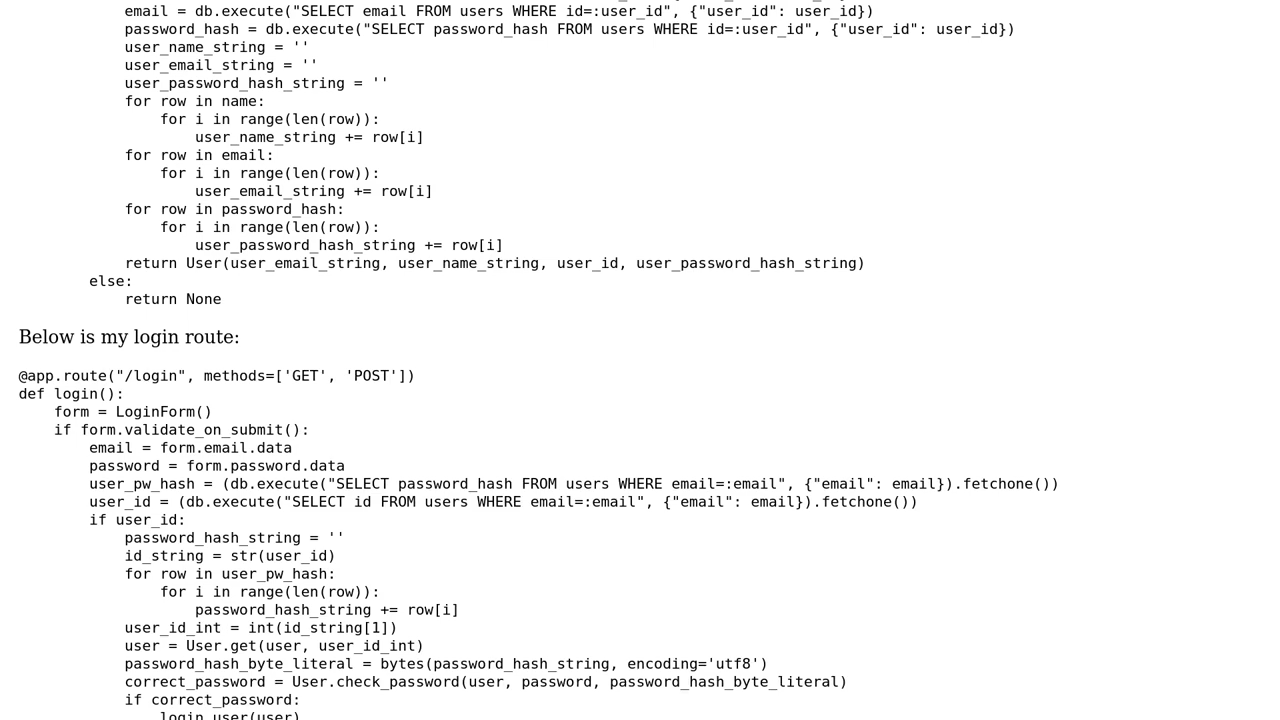 email = db.execute("SELECT email FROM users WHERE id=:user_id", {"user_id": user_id})
            password_hash = db.execute("SELECT password_hash FROM users WHERE id=:user_id", {"user_id": user_id})
            user_name_string = ''
            user_email_string = ''
            user_password_hash_string = ''
            for row in name:
                for i in range(len(row)):
                    user_name_string += row[i]
            for row in email:
                for i in range(len(row)):
                    user_email_string += row[i]
            for row in password_hash:
                for i in range(len(row)):
                    user_password_hash_string += row[i]
            return User(user_email_string, user_name_string, user_id, user_password_hash_string)
        else:
            return None
Below is my login route:
@app.route("/login", methods=['GET', 'POST'])
def login():
    form = LoginForm()
    if form.validate_on_submit():
        email = form.email.data
        password = form.password.data
        user_pw_hash = (db.execute("SELECT password_hash FROM users WHERE email=:email", {"email": email}).fetchone())
        user_id = (db.execute("SELECT id FROM users WHERE email=:email", {"email": email}).fetchone())
        if user_id:
            password_hash_string = ''
            id_string = str(user_id)
            for row in user_pw_hash:
                for i in range(len(row)):
                    password_hash_string += row[i]
            user_id_int = int(id_string[1])
            user = User.get(user, user_id_int)
            password_hash_byte_literal = bytes(password_hash_string, encoding='utf8')
            correct_password = User.check_password(user, password, password_hash_byte_literal)
            if correct_password:
                login_user(user)